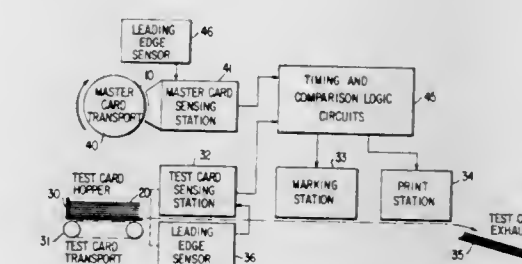 LEADING
EDGE
SENSOR
46
10
41
MASTER
CARD
TRANSPORT
40
MASTER CARD
SENSING
STATION
TIMING AND
COMPARISON LOGIC
CIRCUITS
45
32
TEST CARD
HOPPER
30
20
TEST CARD
SENSING
STATION
33
MARKING
STATION
34
PRINT
STATION
31
TEST CARD
TRANSPORT
LEADING
EDGE
SENSOR
36
TEST
EXHAU
35